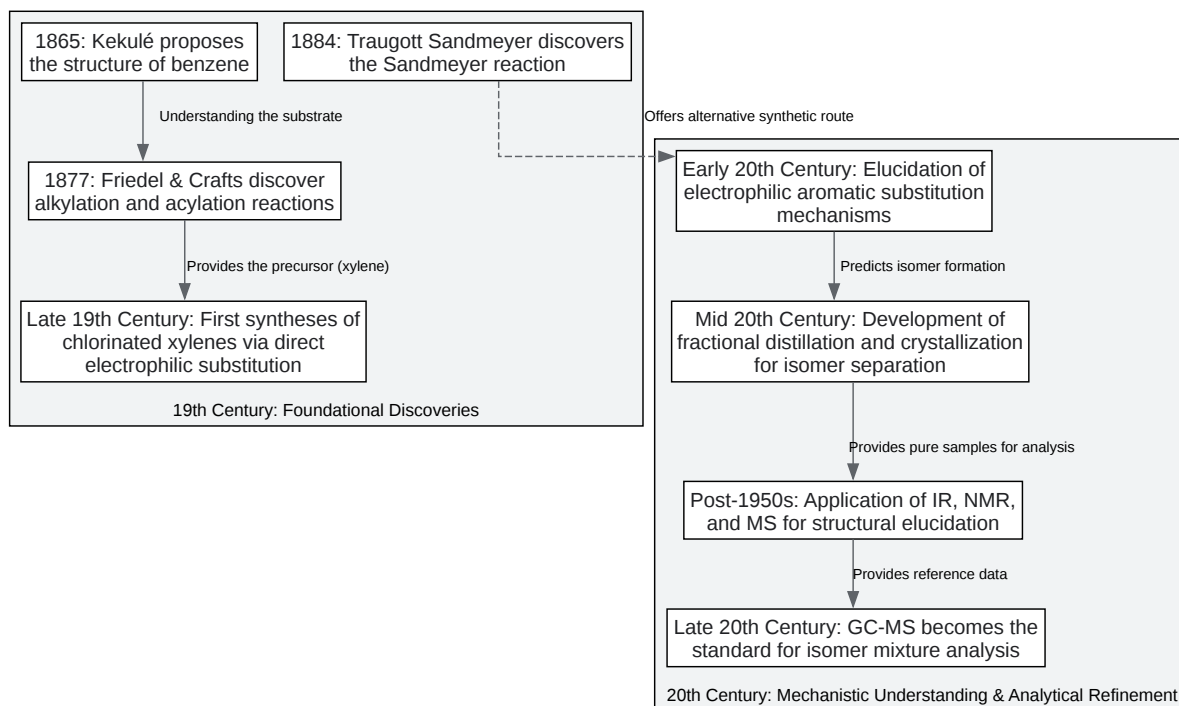 1865: Kekulé proposes
the structure of benzene
1884: Traugott Sandmeyer discovers
the Sandmeyer reaction
Understanding the substrate
Offers alternative synthetic route
1877: Friedel & Crafts discover
alkylation and acylation reactions
Provides the precursor (xylene)
Late 19th Century: First syntheses of
chlorinated xylenes via direct
electrophilic substitution
19th Century: Foundational Discoveries
Early 20th Century: Elucidation of
electrophilic aromatic substitution
mechanisms
Predicts isomer formation
Mid 20th Century: Development of
fractional distillation and crystallization
for isomer separation
Provides pure samples for analysis
Post-1950s: Application of IR, NMR,
and MS for structural elucidation
Provides reference data
Late 20th Century: GC-MS becomes the
standard for isomer mixture analysis
20th Century: Mechanistic Understanding & Analytical Refinement